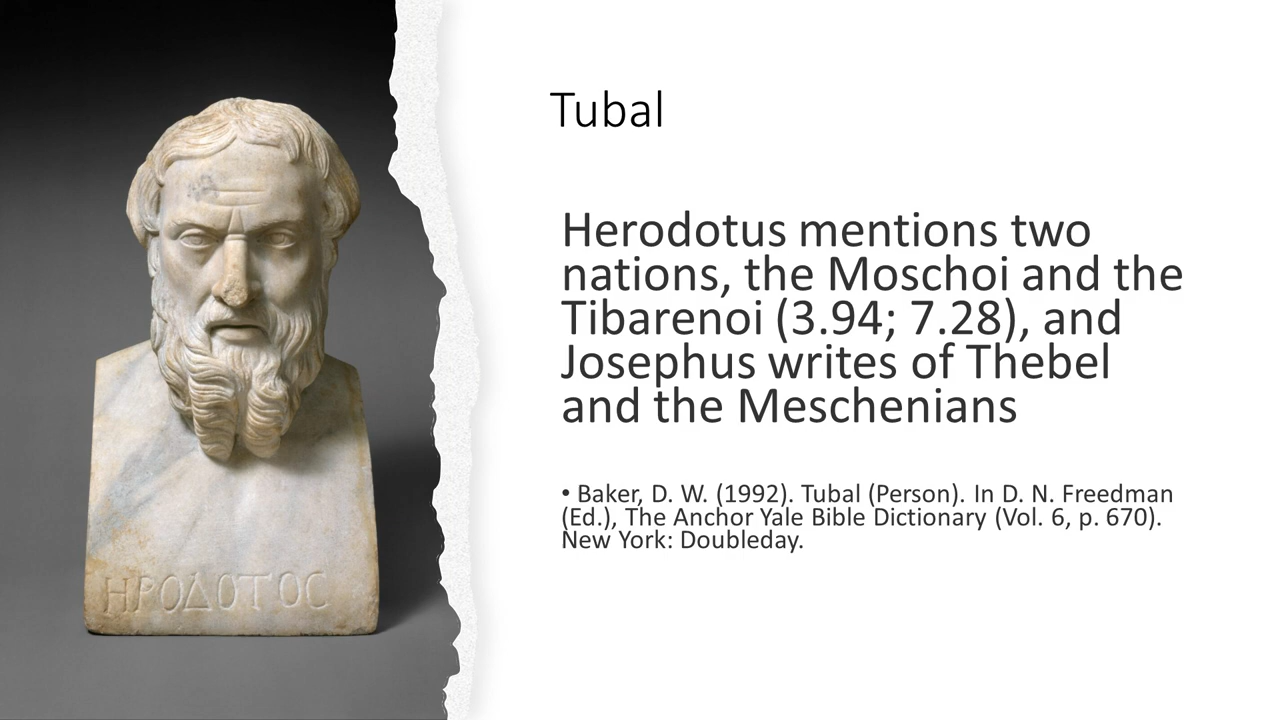 Tubal
Herodotus mentions two
nations, the Moschoi and the
Tibarenoi (3.94; 7.28), and
Josephus writes of Thebel
and the Meschenians
• Baker, D. W. (1992). Tubal (Person). In D. N. Freedman
(Ed.), The Anchor Yale Bible Dictionary (Vol. 6, p. 670).
New York: Doubleday.
ΗΡΟΔΟΤΟC